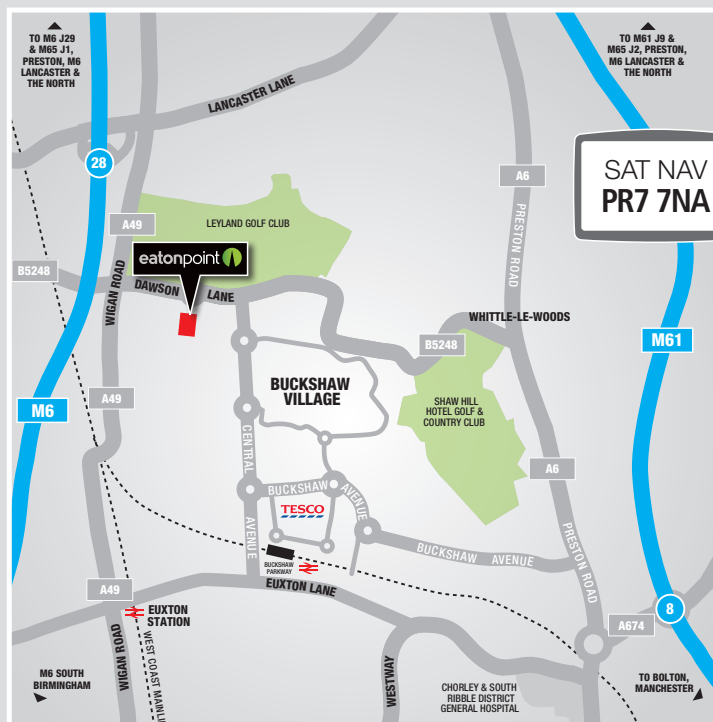 TO M6 J29
& M65 J1,
PRESTON, M6
LANCASTER &
THE NORTH
TO M61 J9 &
M65 J2, PRESTON,
M6 LANCASTER &
THE NORTH
LANCASTER LANE
28
A6
SAT NAV
PR7 7NA
A49
LEYLAND GOLF CLUB
PRESTON ROAD
eatonpoint
B5248
WIGAN ROAD
DAWSON LANE
WHITTLE-LE-WOODS
B5248
M61
BUCKSHAW
VILLAGE
A49
M6
SHAW HILL
HOTEL GOLF &
COUNTRY CLUB
CENTRAL
AVENUE
A6
BUCKSHAW AVENUE
TESCO
PRESTON ROAD
BUCKSHAW AVENUE
BUCKSHAW
PARKWAY
EUXTON LANE
A49
EUXTON
STATION
8
A674
WIGAN ROAD
WEST COAST MAINLI
WESTWAY
M6 SOUTH
BIRMINGHAM
CHORLEY & SOUTH
RIBBLE DISTRICT
GENERAL HOSPITAL
TO BOLTON,
MANCHESTER